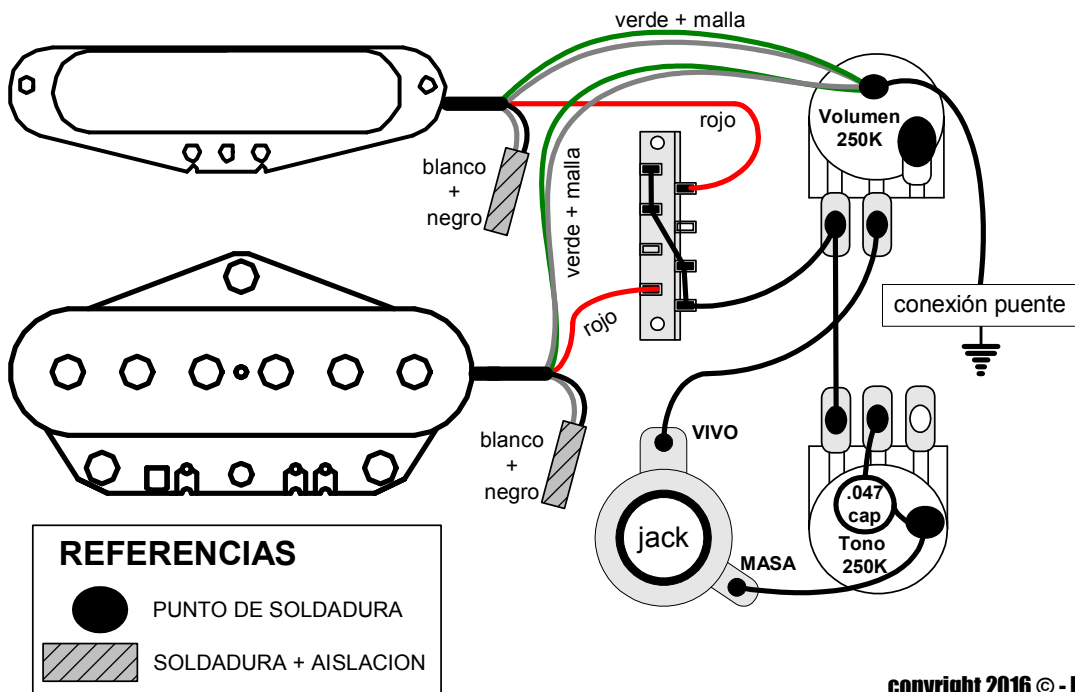 verde + malla
Volumen
250K
rojo
blanco
+
negro
verde + malla
conexión puente
rojo
VIVO
blanco
+
negro
.047
cap
Tono
250K
jack
MASA
REFERENCIAS
PUNTO DE SOLDADURA
SOLDADURA + AISLACION
copyright 2016 © -